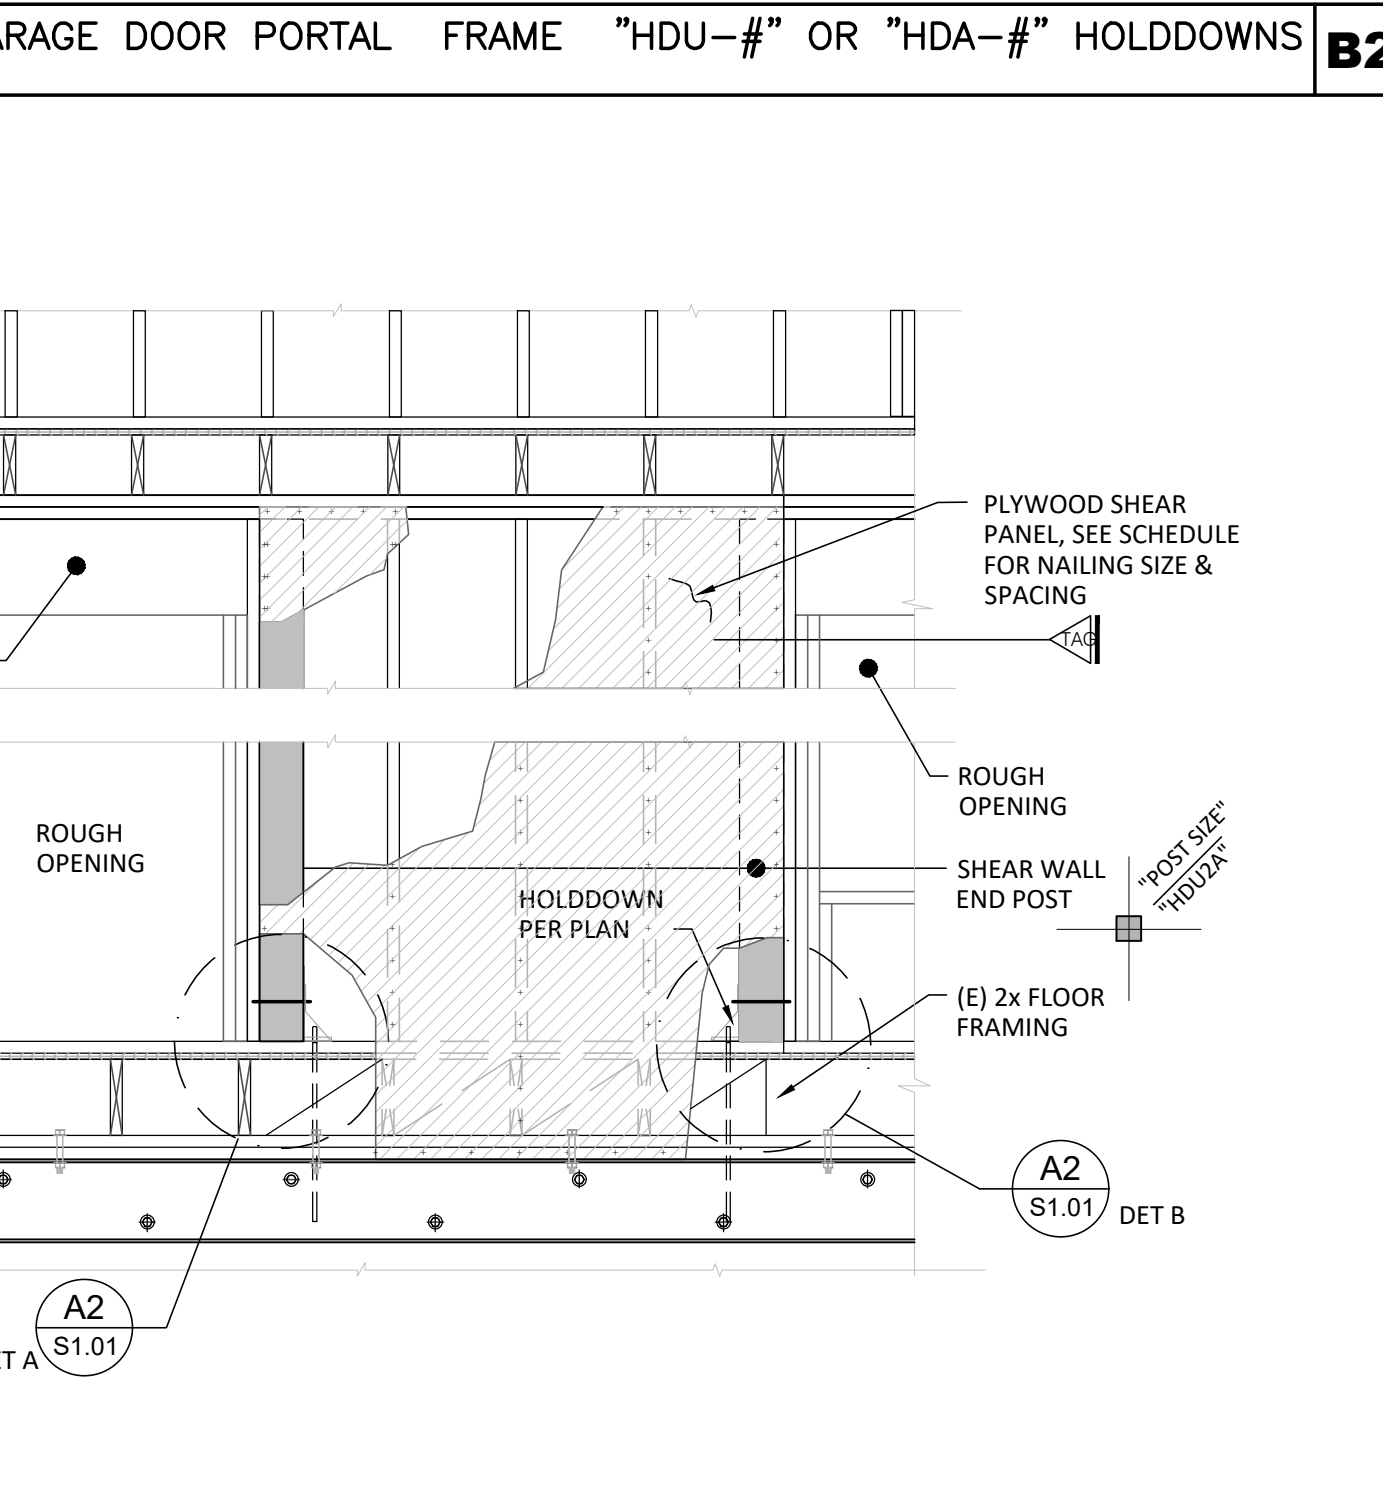 ARAGE DOOR PORTAL FRAME "HDU-#" OR "HDA-#" HOLDDOWNS
B2
PLYWOOD SHEAR
PANEL, SEE SCHEDULE
FOR NAILING SIZE &
SPACING
TAG
ROUGH
OPENING
ROUGH
OPENING
SHEAR WALL
END POST
"POST SIZE"
"HDU2A"
HOLDDOWN
PER PLAN
(E) 2x FLOOR
FRAMING
A2
S1.01
DET B
A2
S1.01
ET A